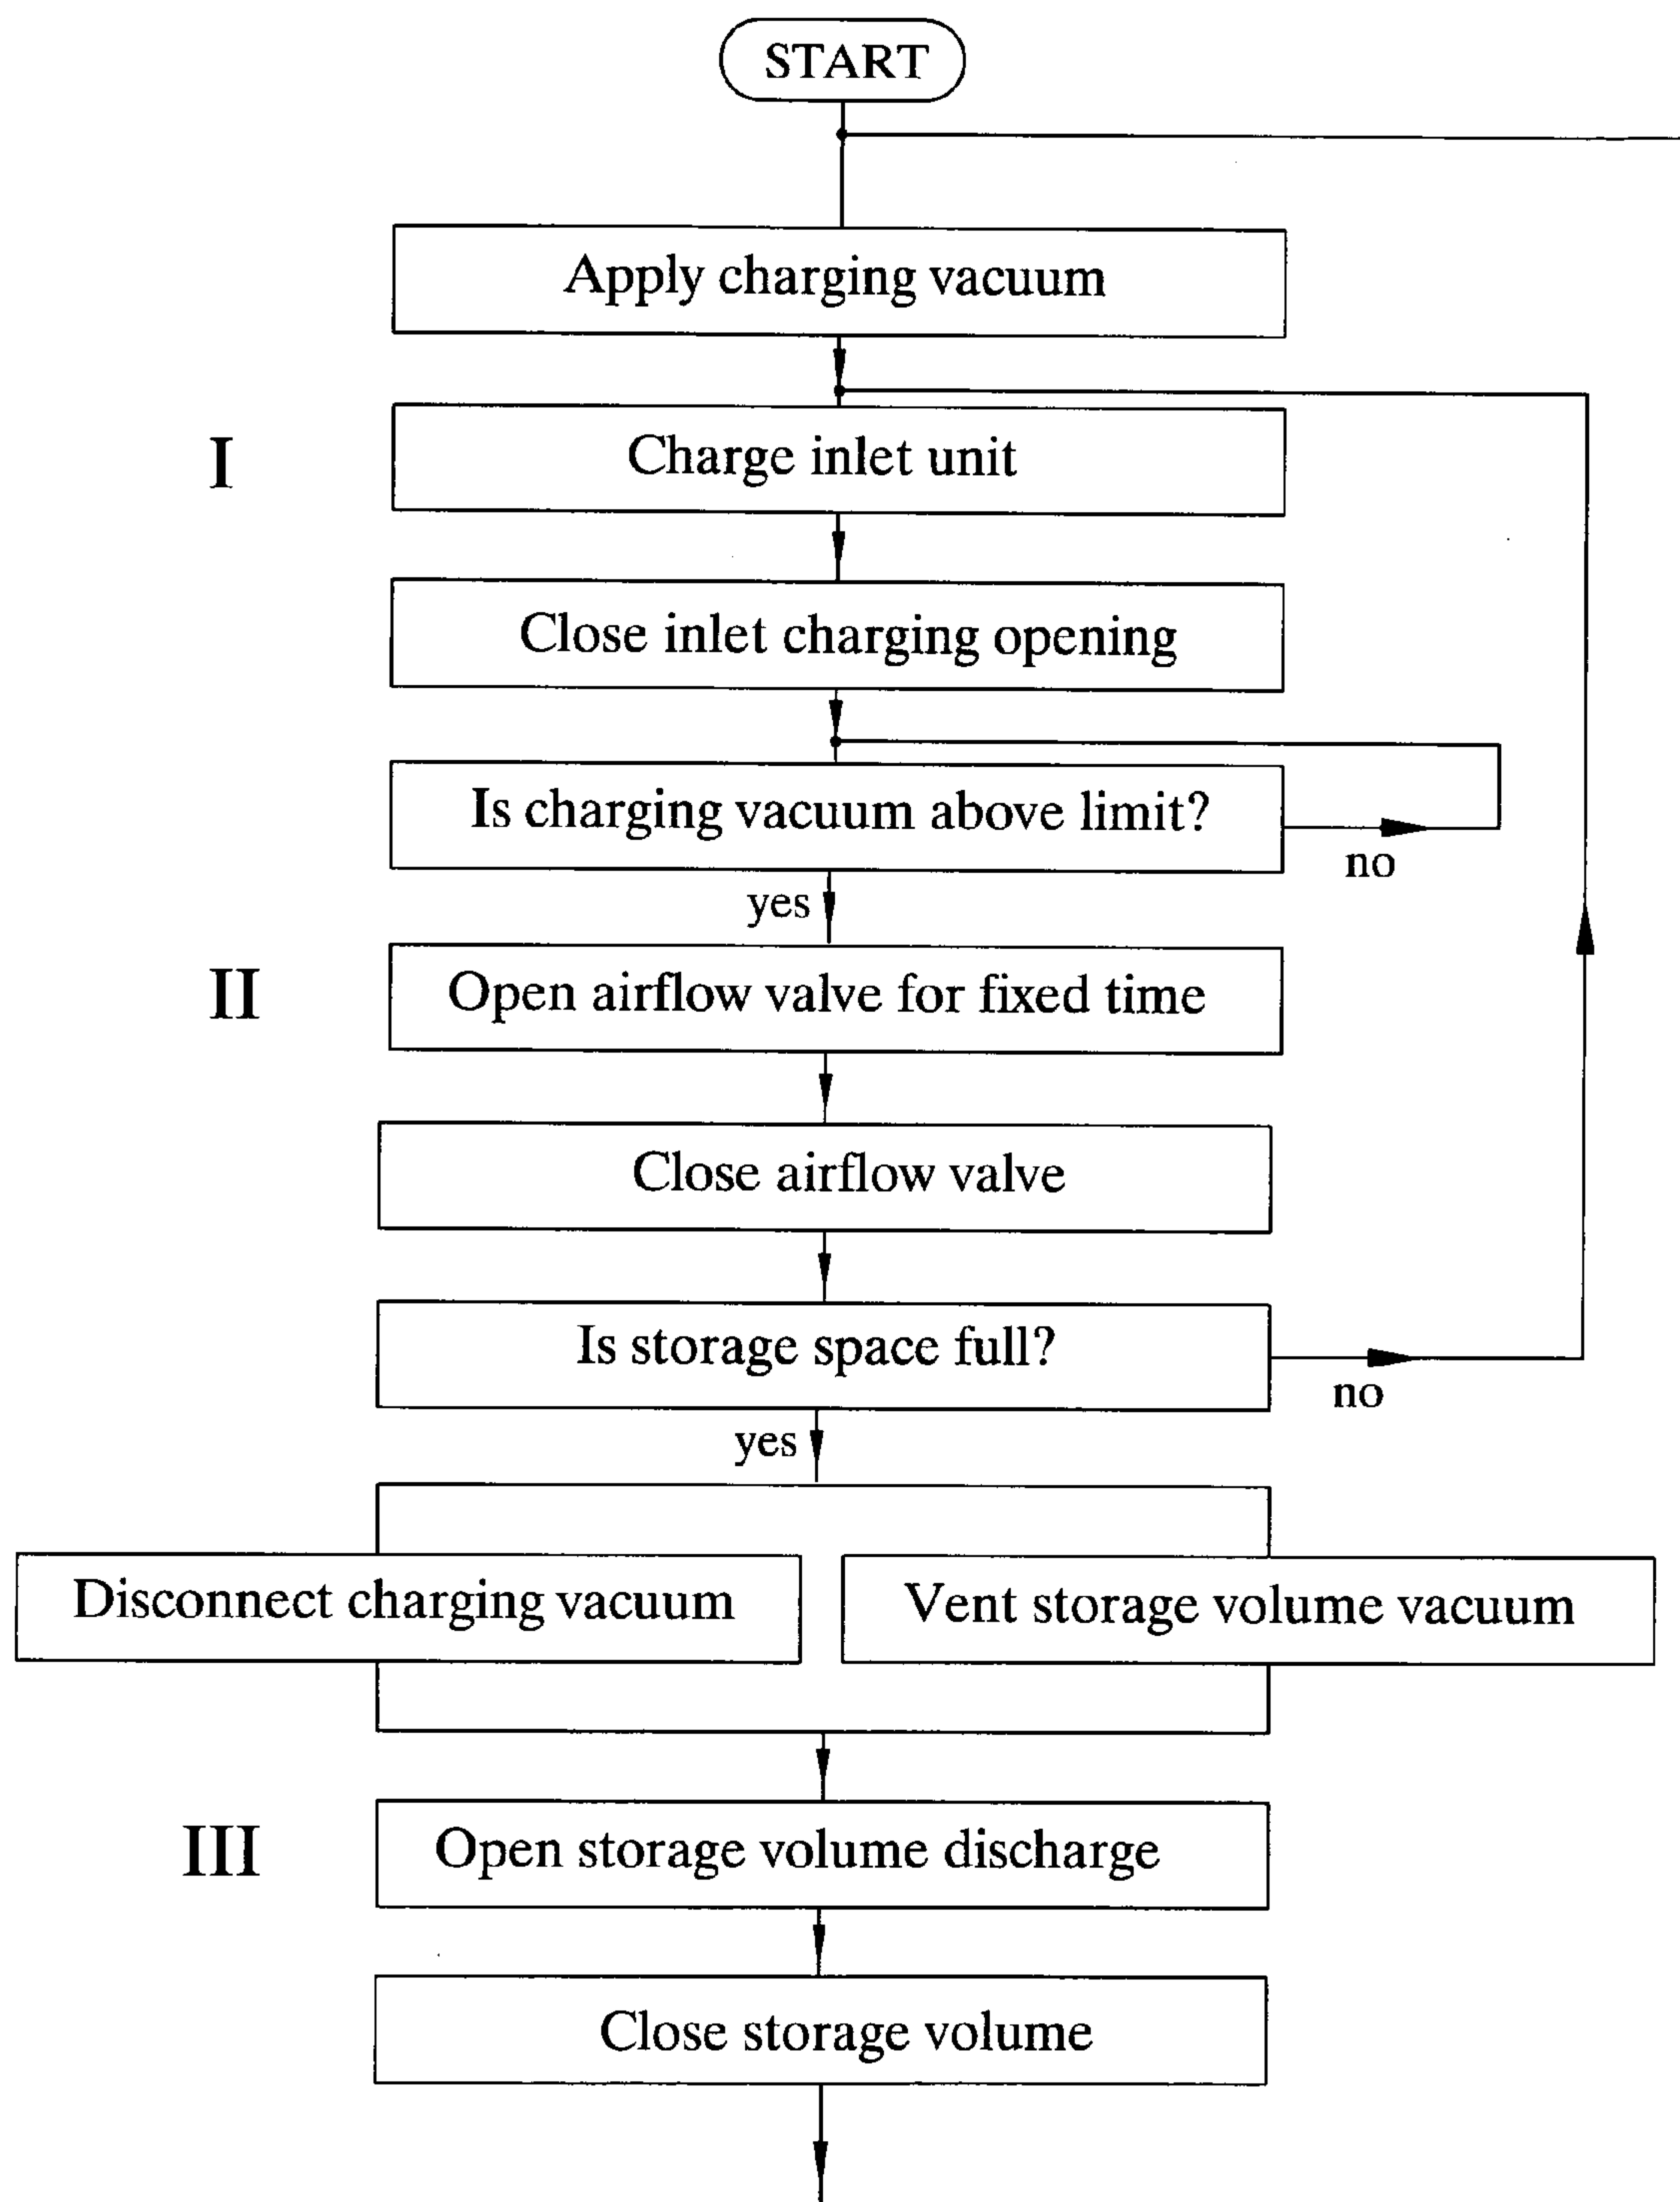 START
Apply charging vacuum
I
Charge inlet unit
Close inlet charging opening
Is charging vacuum above limit?
no
yes
II
Open airflow valve for fixed time
Close airflow valve
Is storage space full?
no
yes
Disconnect charging vacuum
Vent storage volume vacuum
III
Open storage volume discharge
Close storage volume